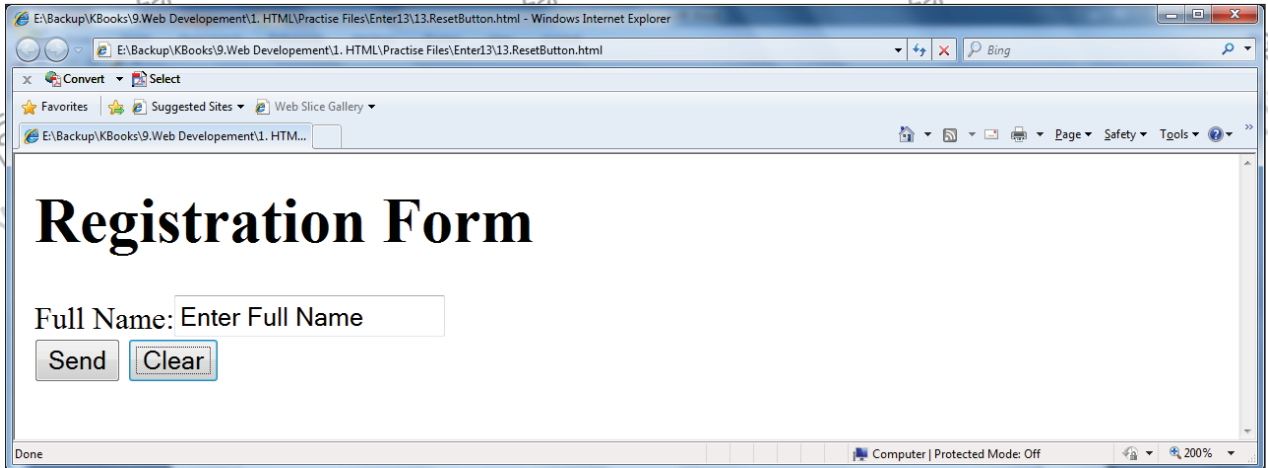 E:\Backup\KBooks\9.Web Developement\1. HTML\Practise Files\Enter13\13.ResetButton.html - Windows Internet Explorer
E:\Backup\KBooks\9.Web Developement\1. HTML\Practise Files\Enter13\13.ResetButton.html Bing
x Convert Select
Favorites Suggested Sites Web Slice Gallery
E:\Backup\KBooks\9.Web Developement\1. HTM... Page Safety Tools
Registration Form
Full Name: Enter Full Name
Send Clear
Done Computer | Protected Mode: Off 200%